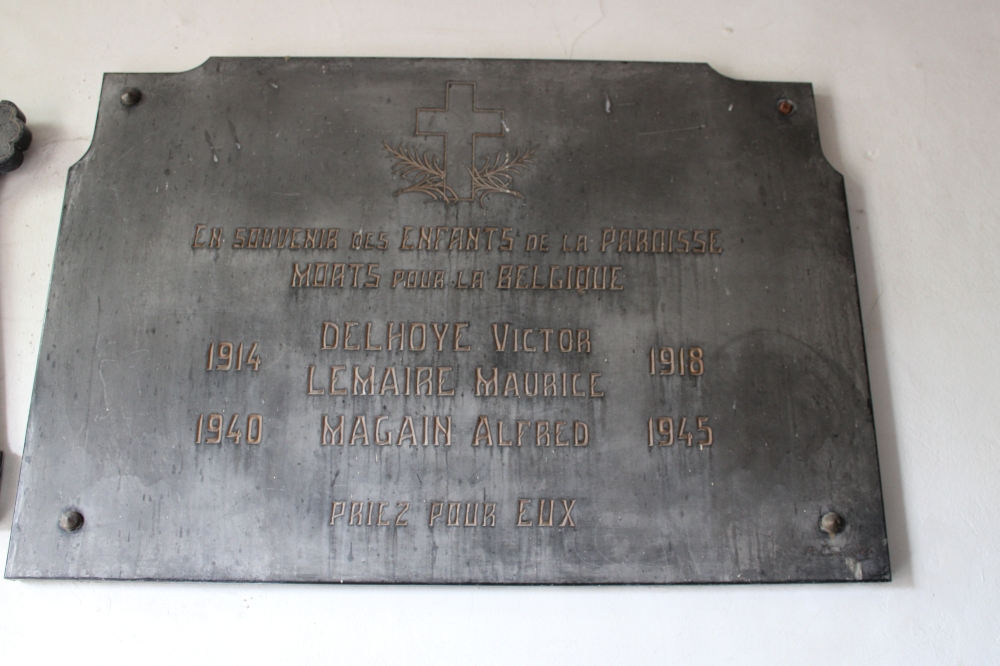 En souvenir des Enfants de la Paroisse
Morts pour la Belgique
DELHOYE Victor
1914 1918
LEMAIRE Maurice
1940 MAGAIN Alfred 1945
Priez pour EUX